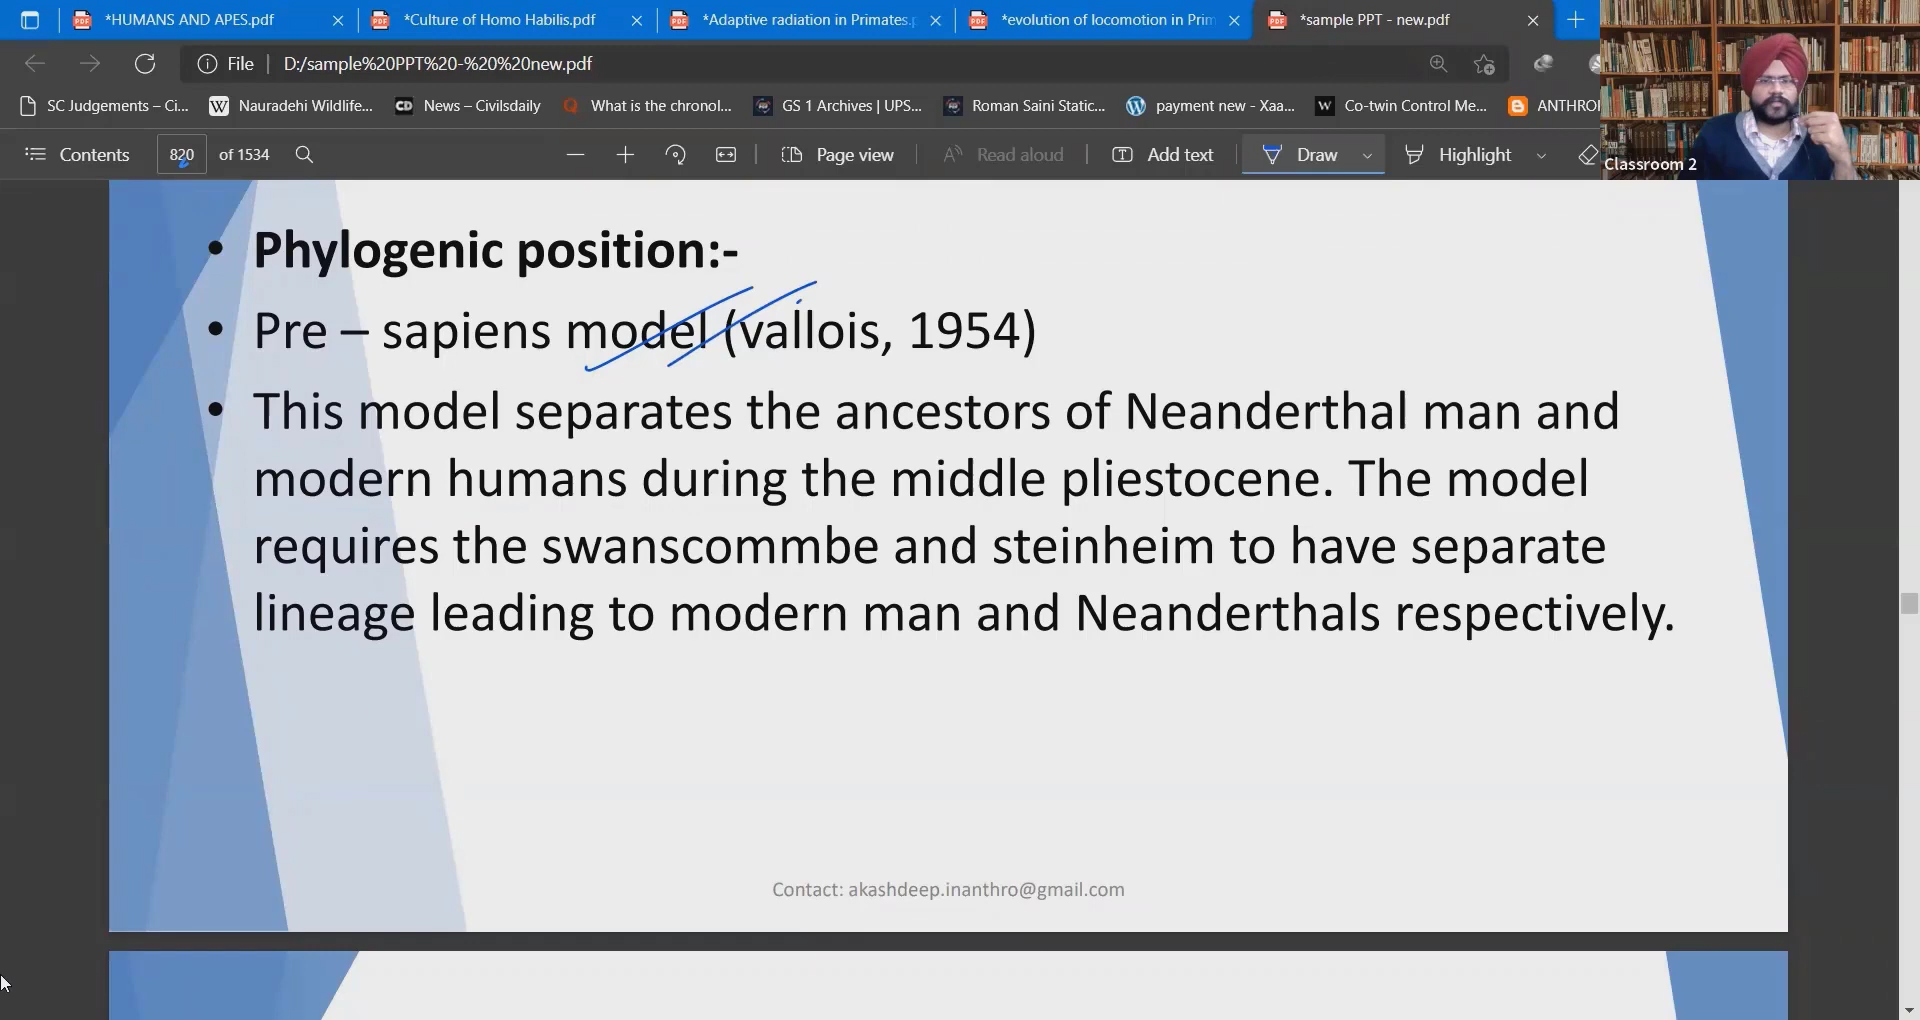 *HUMANS AND APES.pdf
*Culture of Homo Habilis.pdf
*Adaptive radiation in Primates.p
*evolution of locomotion in Prim
*sample PPT - new.pdf
File
D:/sample%20PPT%20-%20%20new.pdf
SC Judgements – Ci...
Nauradehi Wildlife...
CD
News – Civilsdaily
What is the chronol...
GS 1 Archives | UPS...
Roman Saini Static...
payment new - Xaa...
Co-twin Control Me...
ANTHRO
Contents
820 of 1534
Page view
Read aloud
Add text
Draw
Highlight
Classroom 2
• Phylogenic position:-
• Pre – sapiens model (vallois, 1954)
• This model separates the ancestors of Neanderthal man and
modern humans during the middle pliestocene. The model
requires the swanscommbe and steinheim to have separate
lineage leading to modern man and Neanderthals respectively.
Contact: akashdeep.inanthro@gmail.com